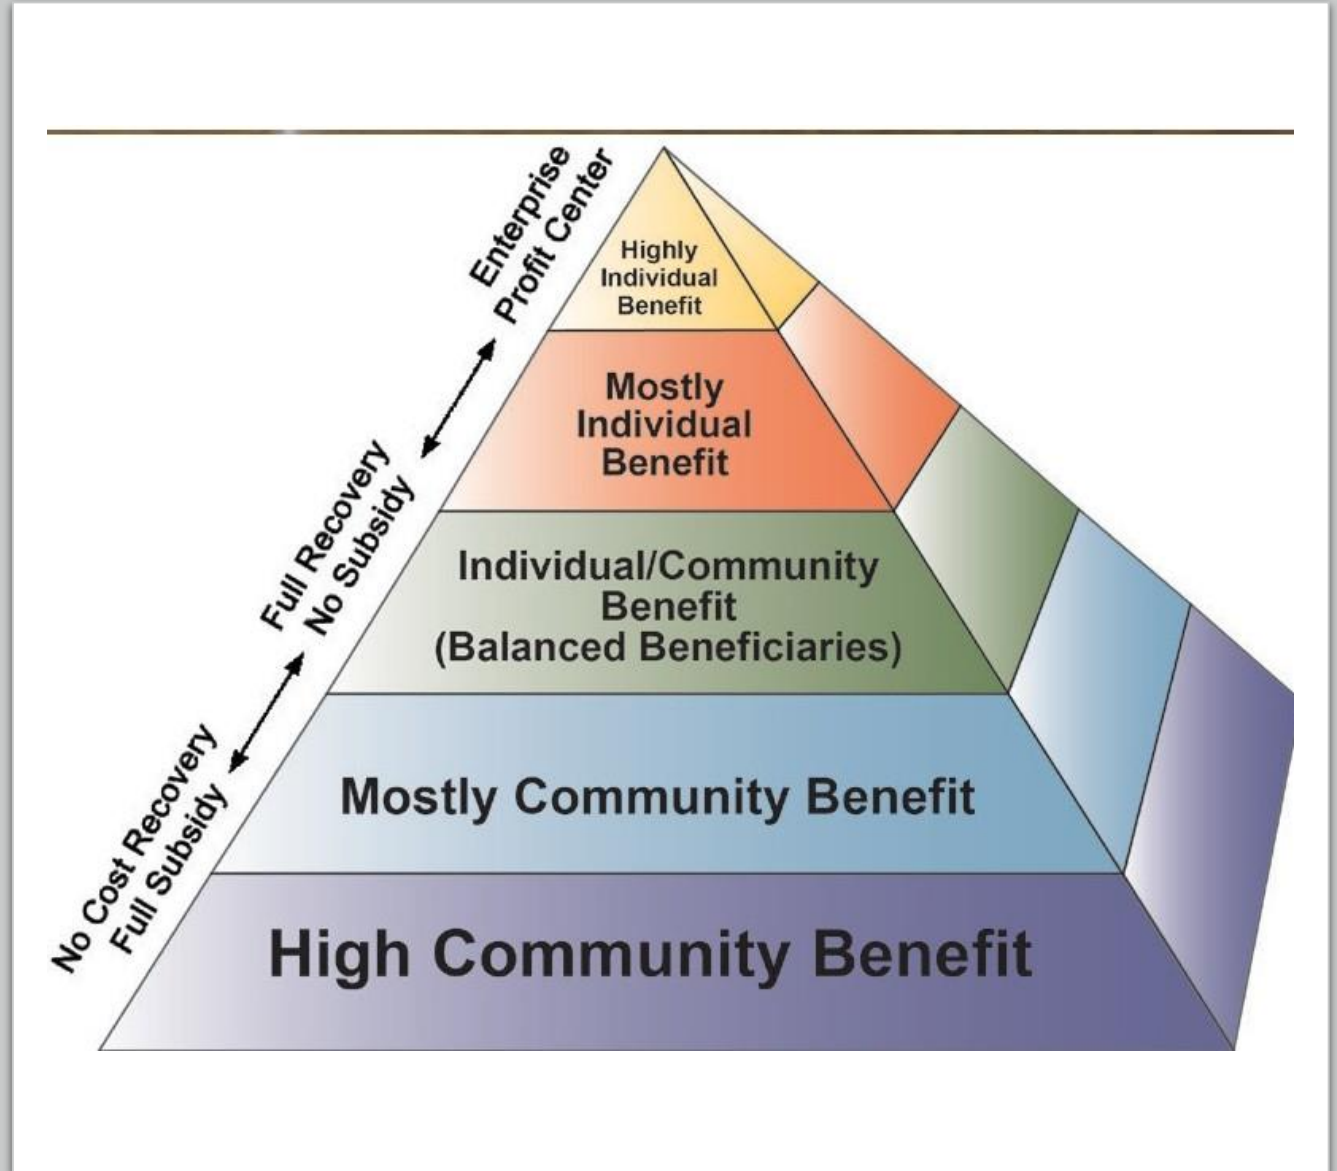 Enterprise
Profit Center
Highly
Individual
Benefit
Mostly
Individual
Benefit
Full Recovery
No Subsidy
Individual/Community
Benefit
(Balanced Beneficiaries)
No Cost Recovery
Full Subsidy
Mostly Community Benefit
High Community Benefit